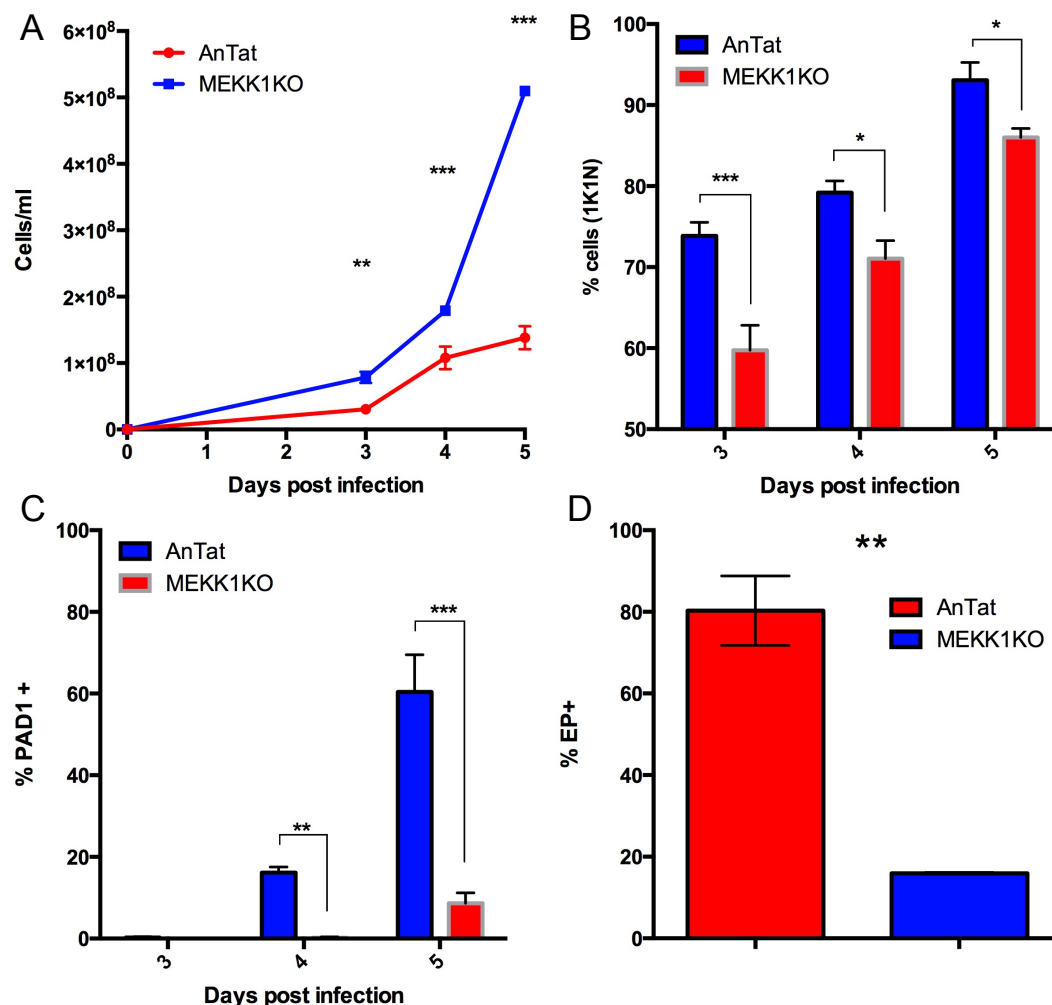 A
6×10⁸
5×10⁸
4×10⁸
3×10⁸
2×10⁸
1×10⁸
0
Cells/ml
AnTat
MEKK1KO
**
***
***
0 1 2 3 4 5
Days post infection
B
100
90
80
70
60
50
% cells (1K1N)
AnTat
MEKK1KO
***
*
*
3 4 5
Days post infection
C
100
80
60
40
20
0
% PAD1 +
AnTat
MEKK1KO
**
***
3 4 5
Days post infection
D
100
80
60
40
20
0
% EP+
**
AnTat
MEKK1KO